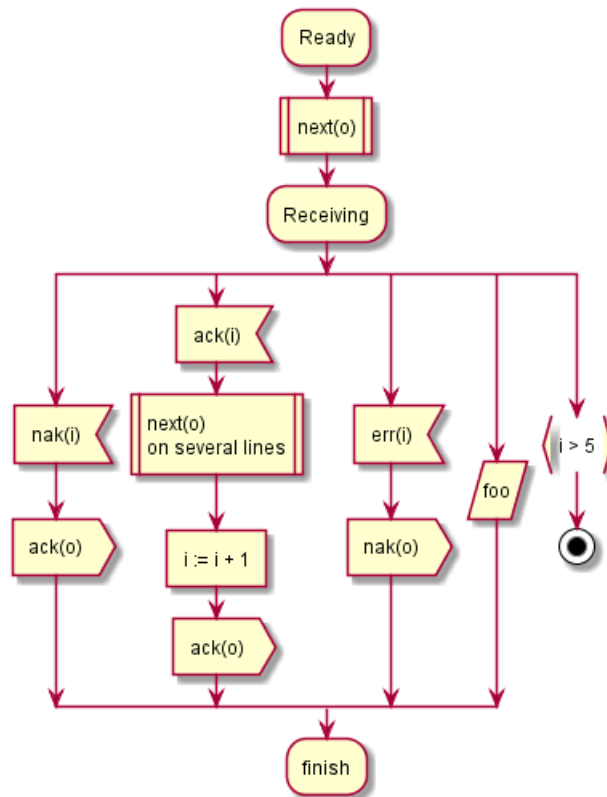 Ready
next(o)
Receiving
nak(i)
ack(o)
ack(i)
next(o)
on several lines
i := i + 1
ack(o)
err(i)
nak(o)
foo
i > 5
finish